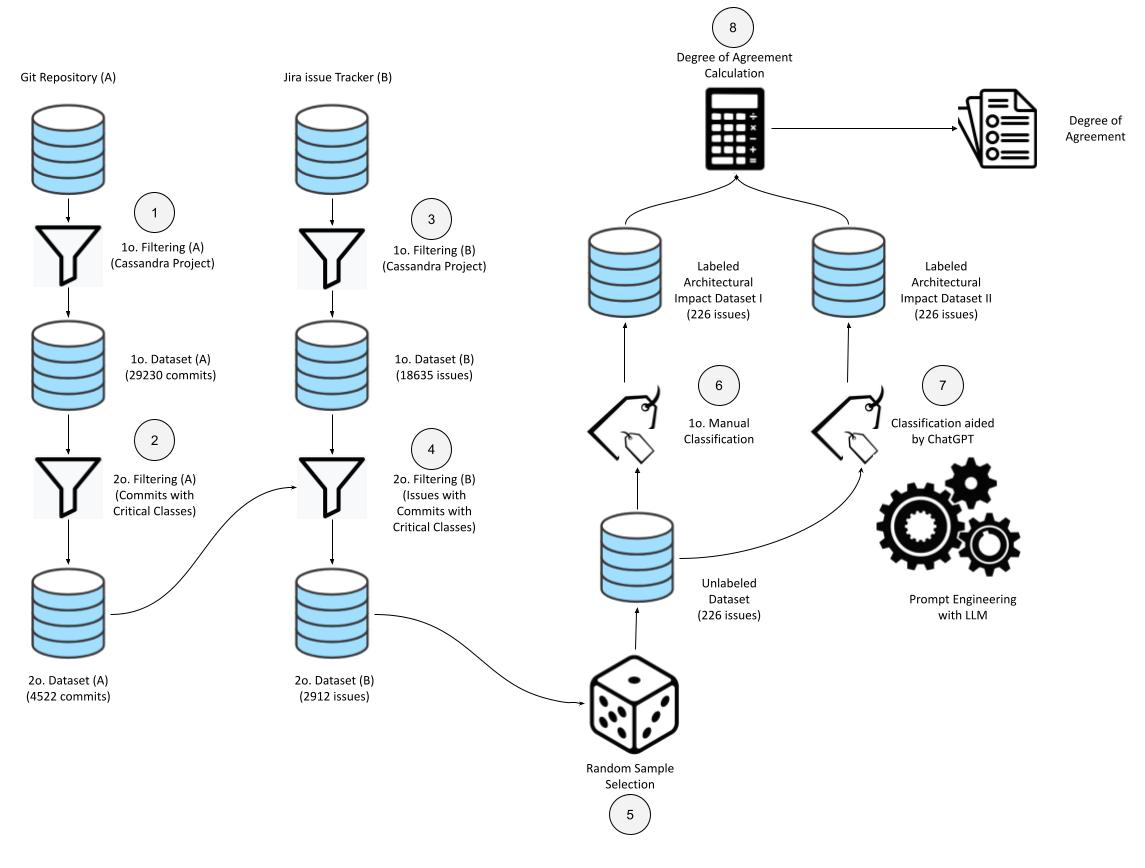 8
Degree of Agreement
Calculation
Git Repository (A)
Jira issue Tracker (B)
Degree of
Agreement
1
1o. Filtering (A)
(Cassandra Project)
3
1o. Filtering (B)
(Cassandra Project)
Labeled
Architectural
Impact Dataset I
(226 issues)
Labeled
Architectural
Impact Dataset II
(226 issues)
1o. Dataset (A)
(29230 commits)
1o. Dataset (B)
(18635 issues)
6
1o. Manual
Classification
7
Classification aided
by ChatGPT
2
2o. Filtering (A)
(Commits with
Critical Classes)
4
2o. Filtering (B)
(Issues with
Commits with
Critical Classes)
Unlabeled
Dataset
(226 issues)
Prompt Engineering
with LLM
2o. Dataset (A)
(4522 commits)
2o. Dataset (B)
(2912 issues)
Random Sample
Selection
5